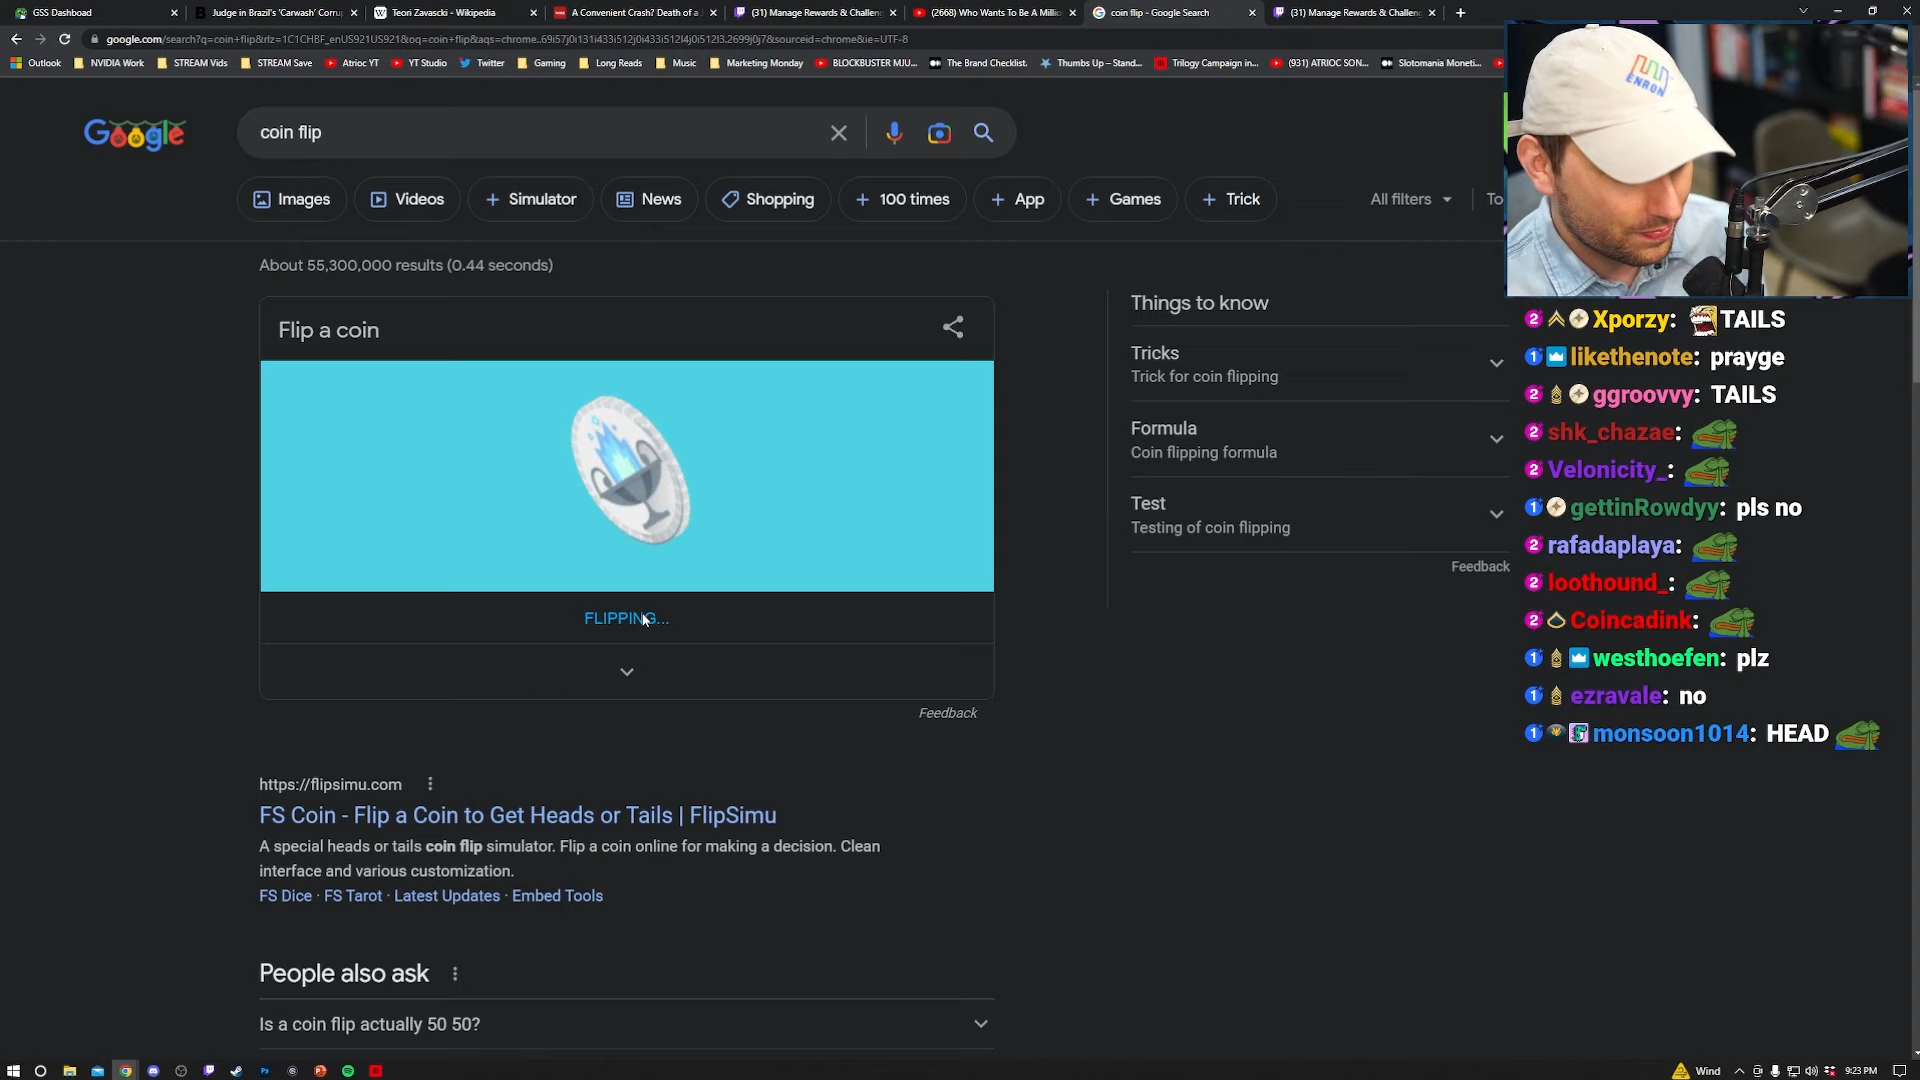 GSS Dashboard
Judge in Brazil's 'Carwash' Corrup
Teori Zavascki - Wikipedia
A Convenient Crash? Death of a J
(31) Manage Rewards & Challeng
(2668) Who Wants To Be A Millio
coin flip - Google Search
(31) Manage Rewards & Challeng
Outlook
NVIDIA Work
STREAM Vids
STREAM Save
Atrioc YT
YT Studio
Twitter
Gaming
Long Reads
Music
Marketing Monday
BLOCKBUSTER MJU...
The Brand Checklist.
Thumbs Up – Stand...
Trilogy Campaign in...
(931) ATRIOC SON...
Slotomania Moneti...
ENRON
Google
coin flip
Images
Videos
Simulator
News
Shopping
100 times
App
Games
Trick
All filters
To
About 55,300,000 results (0.44 seconds)
Flip a coin
FLIPPING...
Feedback
Things to know
Tricks
Trick for coin flipping
Formula
Coin flipping formula
Test
Testing of coin flipping
Feedback
Xporzy: TAILS
likethenote: prayge
ggroovvy: TAILS
shk_chazae:
Velonicity_:
gettinRowdyy: pls no
rafadaplaya:
loothound_:
Coincadink:
westhoefen: plz
ezravale: no
monsoon1014: HEAD
https://flipsimu.com
FS Coin - Flip a Coin to Get Heads or Tails | FlipSimu
A special heads or tails coin flip simulator. Flip a coin online for making a decision. Clean
interface and various customization.
FS Dice · FS Tarot · Latest Updates · Embed Tools
People also ask
Is a coin flip actually 50 50?
Wind
9:23 PM